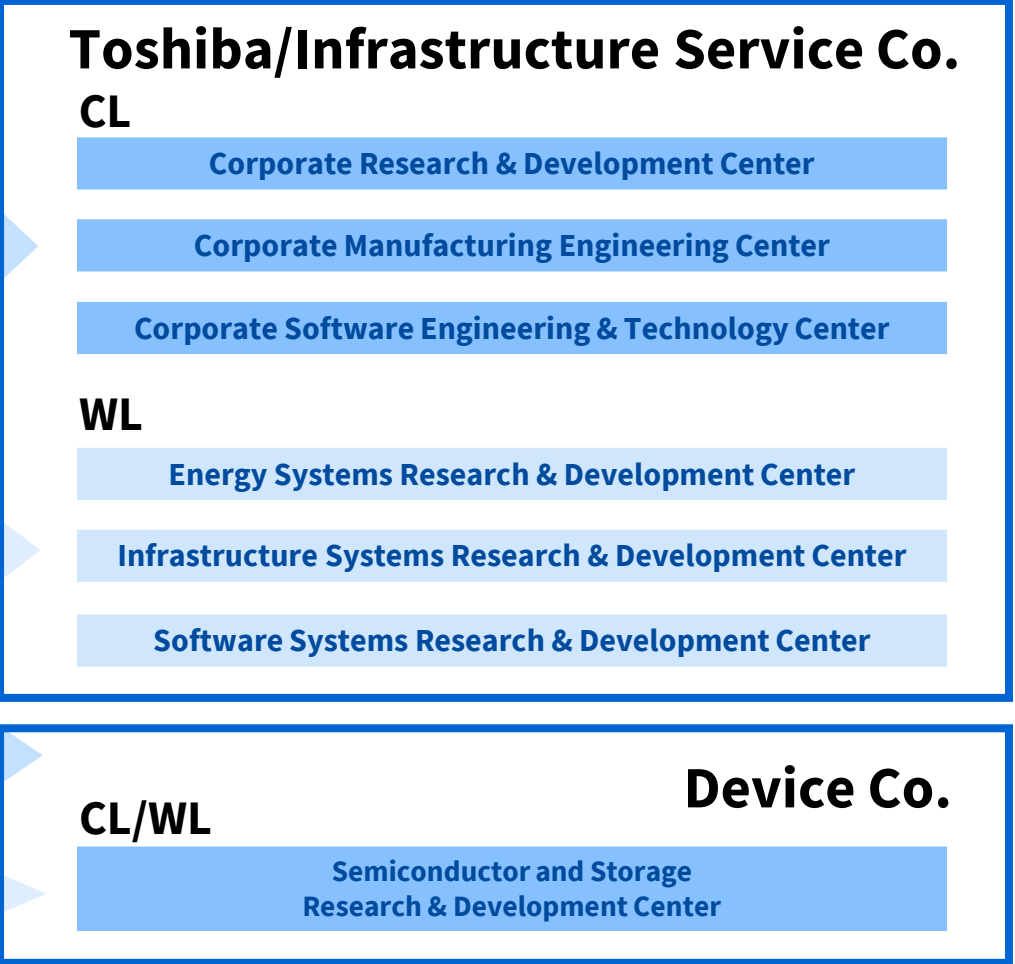 Toshiba/Infrastructure Service Co.
CL
Corporate Research & Development Center
Corporate Manufacturing Engineering Center
Corporate Software Engineering & Technology Center
WL
Energy Systems Research & Development Center
Infrastructure Systems Research & Development Center
Software Systems Research & Development Center
Device Co.
CL/WL
Semiconductor and Storage
Research & Development Center